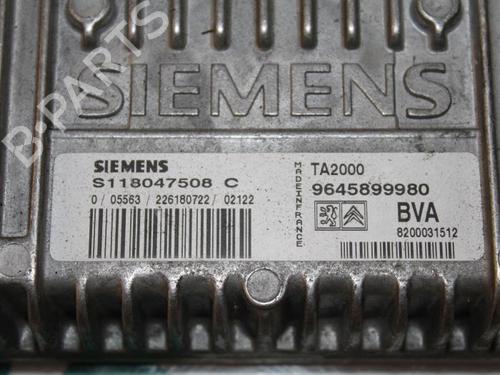 SIEMENS
B-PARTS
SIEMENS
S118047508 C
0 / 05563 / 226180722 / 02122
MADE IN FRANCE
TA2000
9645899980
BVA
8200031512